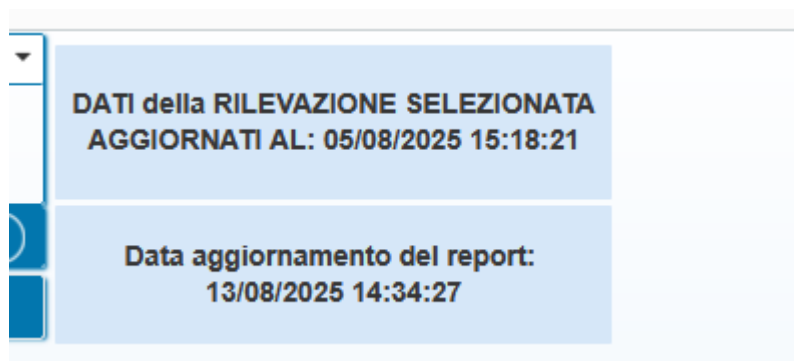 DATI della RILEVAZIONE SELEZIONATA
AGGIORNATI AL: 05/08/2025 15:18:21
Data aggiornamento del report:
13/08/2025 14:34:27